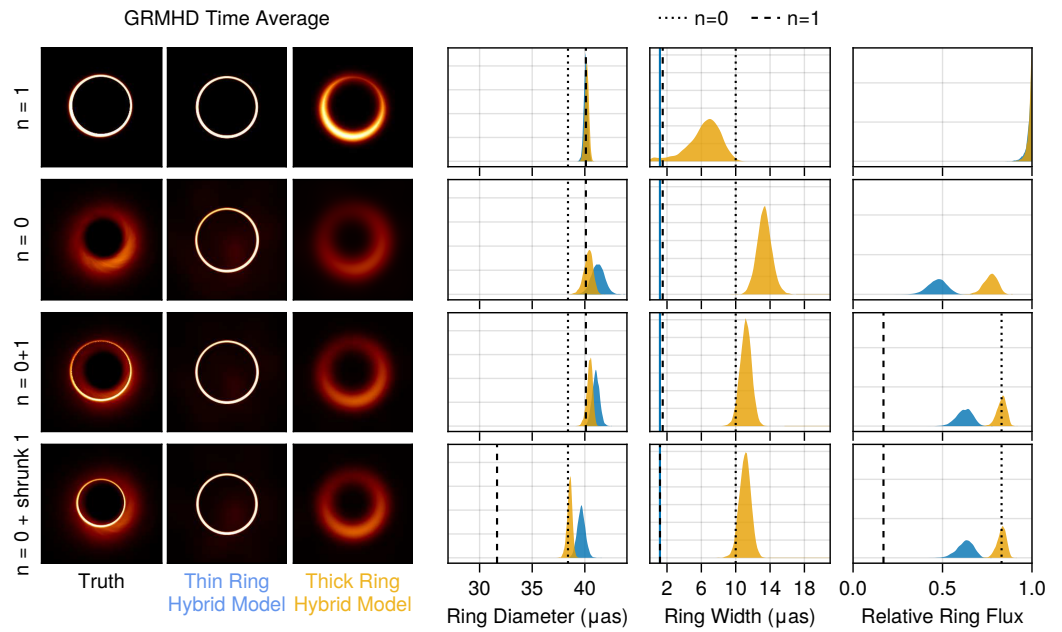 GRMHD Time Average
n=0
n=1
n = 1
n = 0
n = 0+1
n = 0 + shrunk 1
30
35
40
2
6
10
14
18
0.0
0.5
1.0
Truth
Thin Ring
Hybrid Model
Thick Ring
Hybrid Model
Ring Diameter (μas)
Ring Width (μas)
Relative Ring Flux